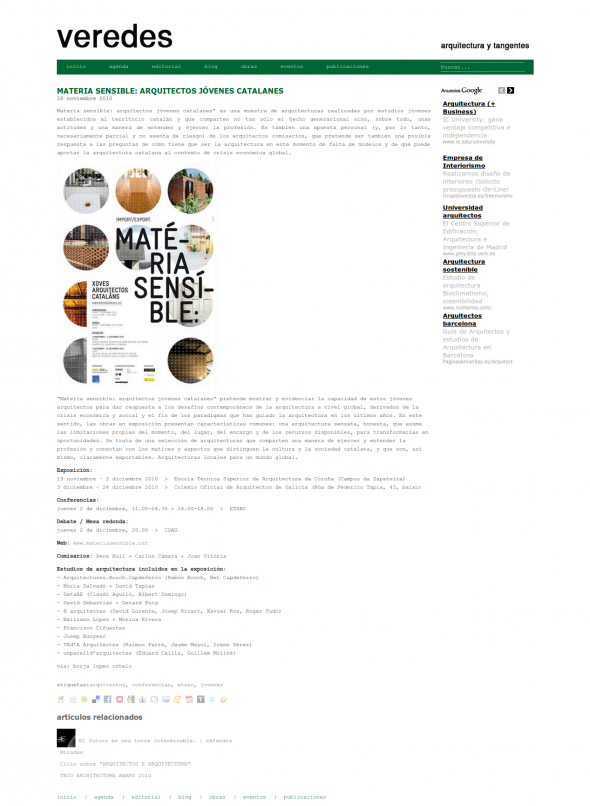 veredes
arquitectura y tangentes
inicio agenda editorial blog obras eventos publicaciones
buscar...
MATERIA SENSIBLE: ARQUITECTOS JÓVENES CATALANES
18 noviembre 2010
Materia sensible: arquitectos jóvenes catalanes" es una muestra de arquitecturas realizadas por estudios jóvenes
establecidos al territorio catalán y que comparten no tan sólo el hecho generacional sino, sobre todo, unas
actitudes y una manera de entender y ejercer la profesión. Es también una apuesta personal (y, por lo tanto,
necesariamente parcial y no exenta de riesgo) de los arquitectos comisarios, que pretende ser también una posible
respuesta a las preguntas de cómo tiene que ser la arquitectura en este momento de falta de modelos y de qué puede
aportar la arquitectura catalana al contexto de crisis económica global.
IMPORT/EXPORT
MATÈ-
RIA
SENSÍ-
BLE:
XOVES
ARQUITECTOS
CATALÁNS
"Materia sensible: arquitectos jóvenes catalanes" pretende mostrar y evidenciar la capacidad de estos jóvenes
arquitectos para dar respuesta a los desafíos contemporáneos de la arquitectura a nivel global, derivados de la
crisis económica y social y el fin de los paradigmas que han guiado la arquitectura en los últimos años. En este
sentido, las obras en exposición presentan características comunes: una arquitectura sensata, honesta, que asume
las limitaciones propias del momento, del lugar, del encargo y de los recursos disponibles, para transformarlas en
oportunidades. Se trata de una selección de arquitecturas que comparten una manera de ejercer y entender la
profesión y conectan con los matices y aspectos que distinguen la cultura y la sociedad catalana, y que son, así
mismo, claramente exportables. Arquitecturas locales para un mundo global.
Exposición:
19 noviembre – 2 diciembre 2010 > Escola Técnica Superior de Arquitectura da Coruña (Campus da Zapateira)
3 diciembre – 24 diciembre 2010 > Colexio Oficial de Arquitectos de Galicia (Rúa de Federico Tapia, 43, baixo)
Conferencias:
jueves 2 de diciembre, 11.00-14.30 + 16.00-18.00 > ETSAC
Debate / Mesa redonda:
jueves 2 de diciembre, 20.00 > COAG
Web: www.materiasensible.cat
Comisarios: Pere Buil + Carlos Cámara + Joan Vitòria
Estudios de arquitectura incluidos en la exposición:
– Arquitecturas.Bosch.Capdeferro (Ramon Bosch, Bet Capdeferro)
– Núria Salvadó + David Tapias
– DataAE (Claudi Aguiló, Albert Domingo)
– David Sebastián + Gerard Puig
– H arquitectes (David Lorente, Josep Ricart, Xavier Ros, Roger Tudó)
– Emiliano López + Mónica Rivera
– Francisco Cifuentes
– Josep Bunyesc
– TEd'A Arquitectes (Raimon Farré, Jaume Mayol, Irene Pérez)
– unparelld'arquitectes (Eduard Callís, Guillem Moliné)
vía: borja lopez cotelo
etiquetas:arquitectos, conferencias, etsac, jovenes
artículos relacionados
El futuro es una torre interminable. | okfandra
Miradas
Ciclo sobre "ARQUITECTOS E ARQUITECTURA"
TECU ARCHITECTURE AWARD 2010
inicio | agenda | editorial | blog | obras | eventos | publicaciones
Anuncios Google
Arquitectura (+
Business)
IE University: gana
ventaja competitiva e
independencia
www.ie.edu/university
Empresa de
Interiorismo
Realizamos diseño de
interiores ¡Solicite
presupuesto On-Line!
Universidad
arquitectos
El Centro Superior de
Edificación,
Arquitectura e
Ingeniería de Madrid
Arquitectura
sostenible
Estudio de
arquitectura
Bioclimatismo,
sotenibilidad
Arquitectos
barcelona
Guia de Arquitectos y
estudios de
Arquitectura en
Barcelona
PaginasAmarillas.es/Arquitect